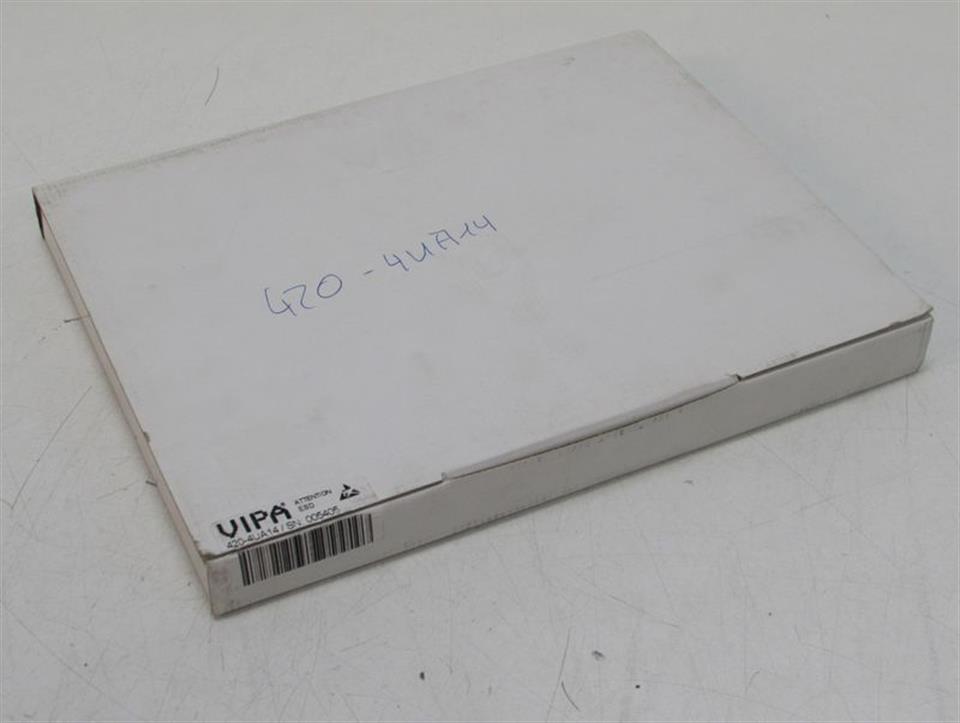 420-4UA14
VIPA® ATTENTION
ESD
420-4UA14 / SN: 005405